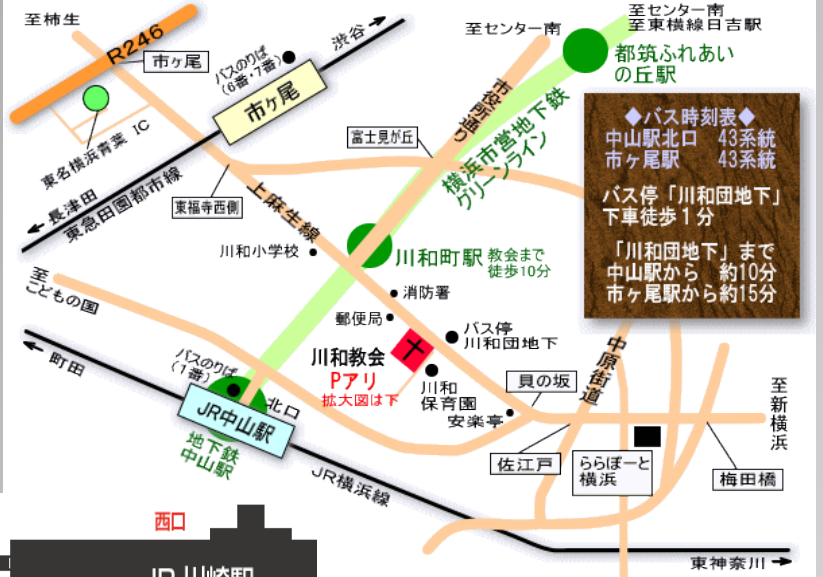 至柿生
R246
市ヶ尾
バスのりば
(6番・7番)
渋谷
市ヶ尾
東名横浜青葉 IC
長津田
東急田園都市線
東福寺西側
上麻生線
富士見が丘
至センター南
市役所通り
横浜市営地下鉄
グリーンライン
至センター南
至東横線日吉駅
都筑ふれあい
の丘駅
◆バス時刻表◆
中山駅北口 43系統
市ヶ尾駅 43系統
バス停「川和団地下」
下車徒歩1分
「川和団地下」まで
中山駅から 約10分
市ヶ尾駅から約15分
川和小学校
川和町駅
教会まで
徒歩10分
至
こどもの国
消防署
郵便局
バス停
川和団地下
川和教会
Pアリ
拡大図は下
川和
保育園
安楽亭
貝の坂
中原街道
至新横浜
町田
バスのりば
(1番)
北口
JR中山駅
地下鉄
中山駅
JR横浜線
佐江戸
ららぽーと
横浜
梅田橋
東神奈川
西口
JR川崎駅